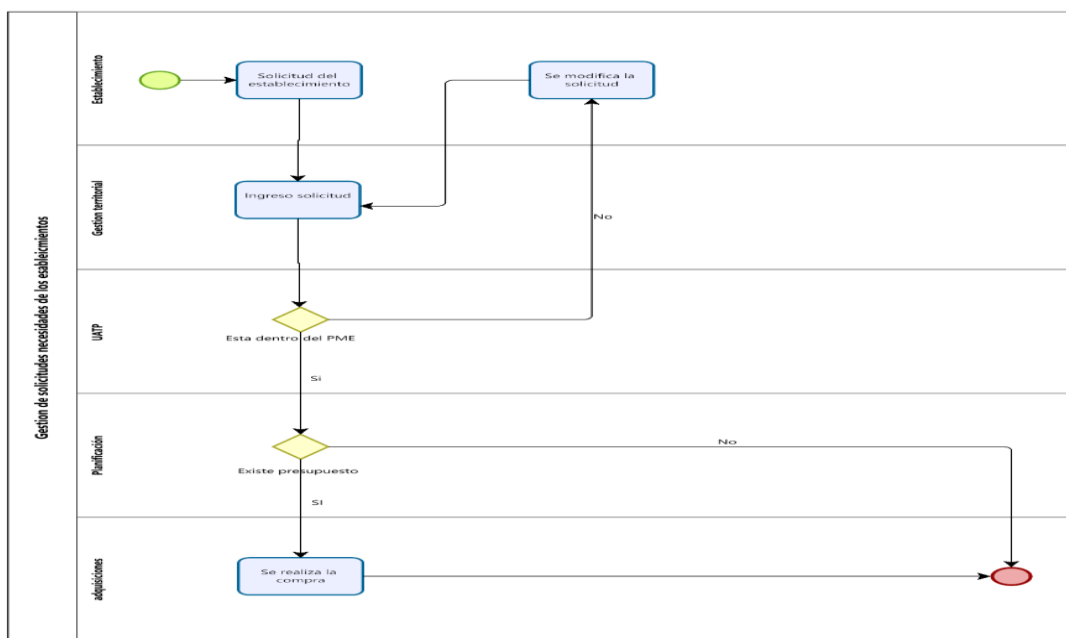 Gestion de solicitudes necesidades de los esableicmientos
Establecimiento
Solicitud del
establecimiento
Se modifica la
solicitud
Gestion territorial
Ingreso solicitud
No
UATP
Esta dentro del PME
Si
Planificación
No
Existe presupuesto
SI
adquisiciones
Se realiza la
compra